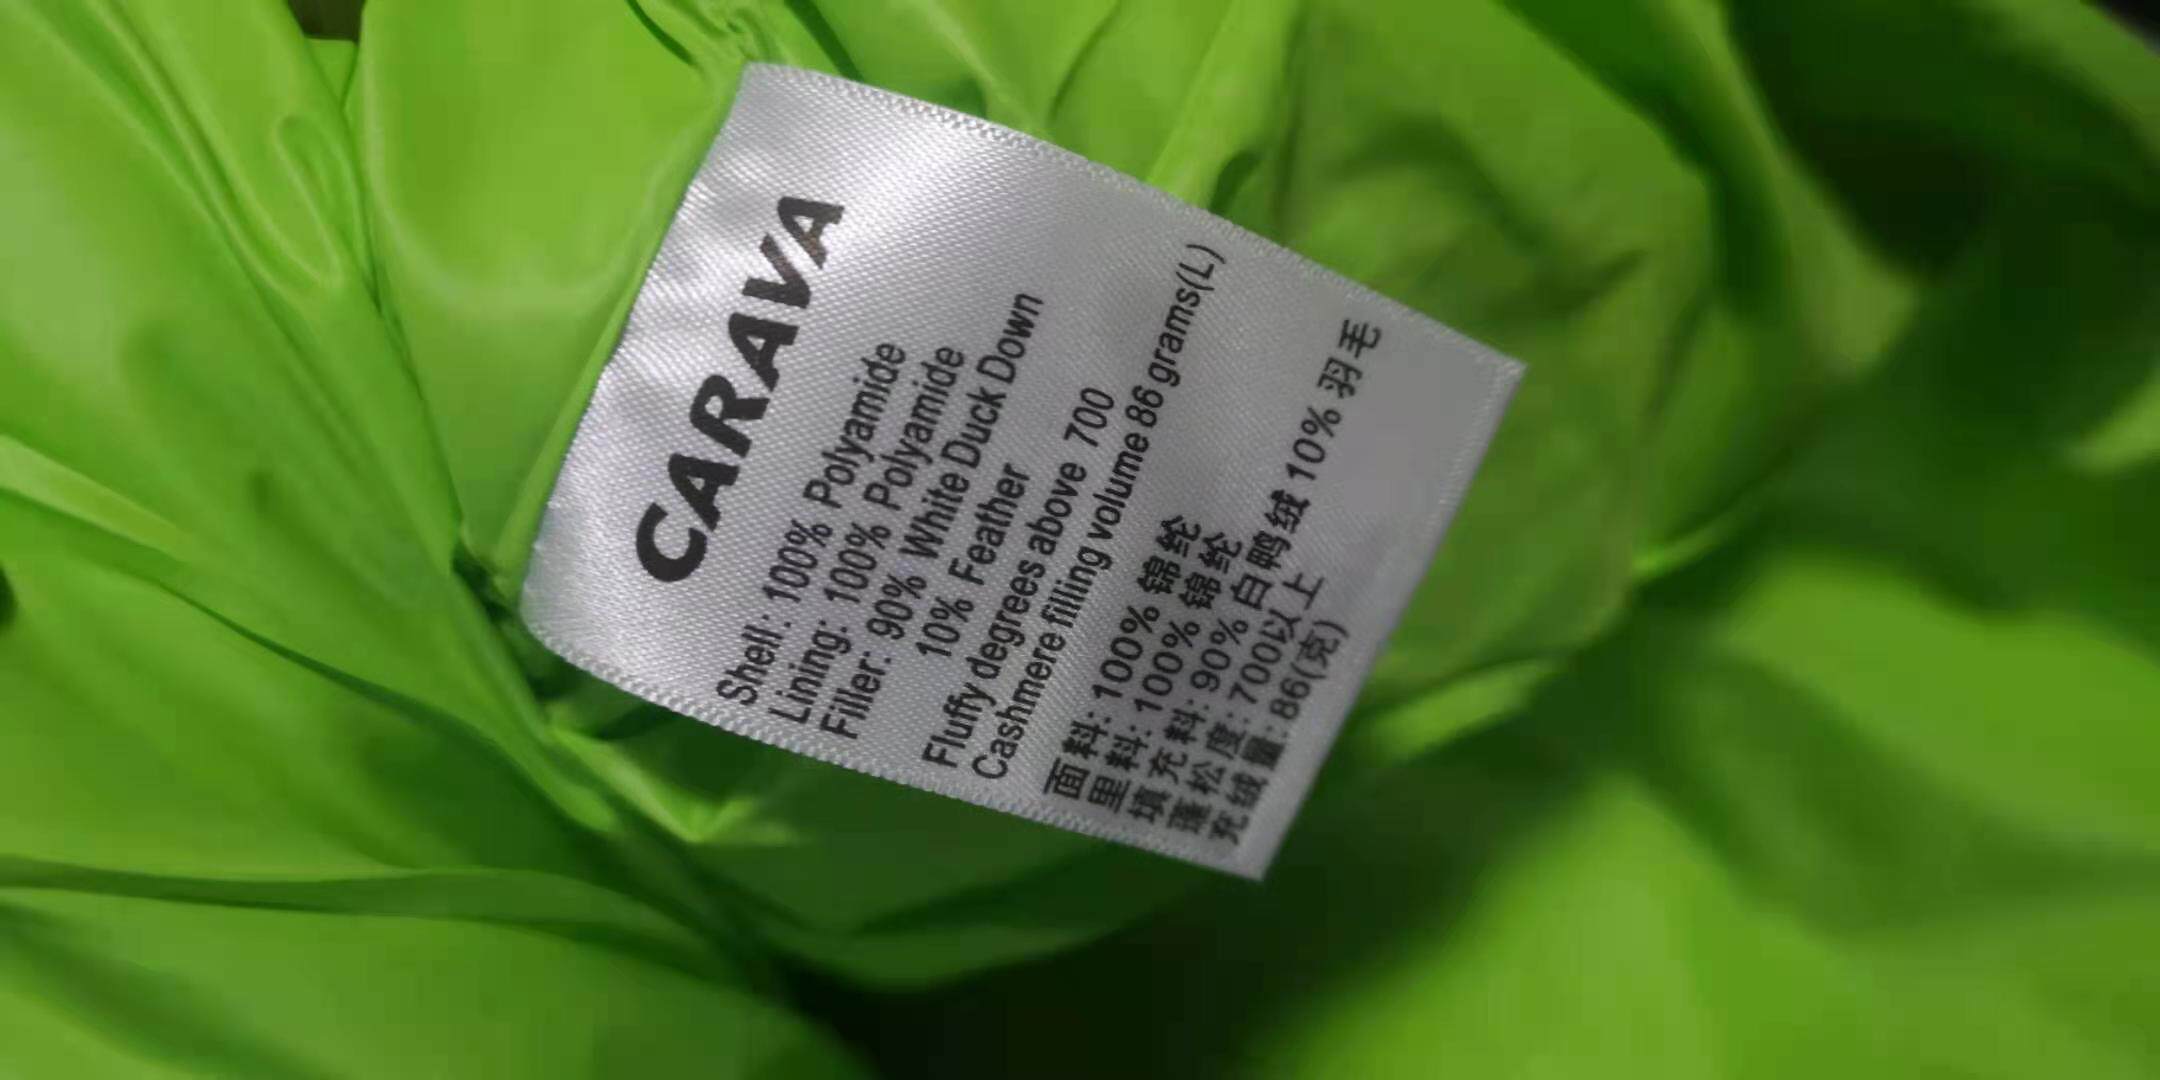 CARAVA
Shell: 100% Polyamide
Lining: 100% Polyamide
Filler: 90% White Duck Down
10% Feather
Fluffy degrees above 700
Cashmere filling volume 86 grams(L)
面料: 100% 锦纶
里料: 100% 锦纶
填充料: 90% 白鸭绒 10% 羽毛
蓬松度: 700以上
充绒量: 86(克)